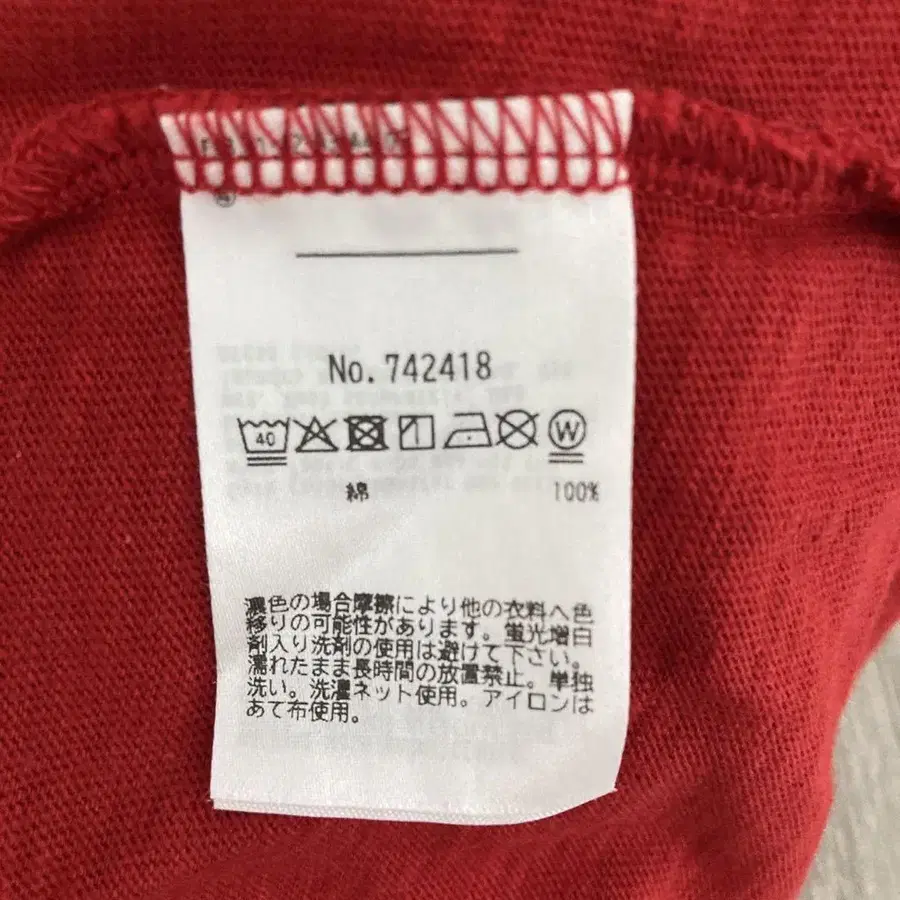 No. 742418
40 W
綿 100%
濃色の場合摩擦により他の衣料へ色
移りの可能性があります。蛍光増白
剤入り洗剤の使用は避けて下さい。
濡れたまま長時間の放置禁止。単独
洗い。洗濯ネット使用。アイロンは
あて布使用。